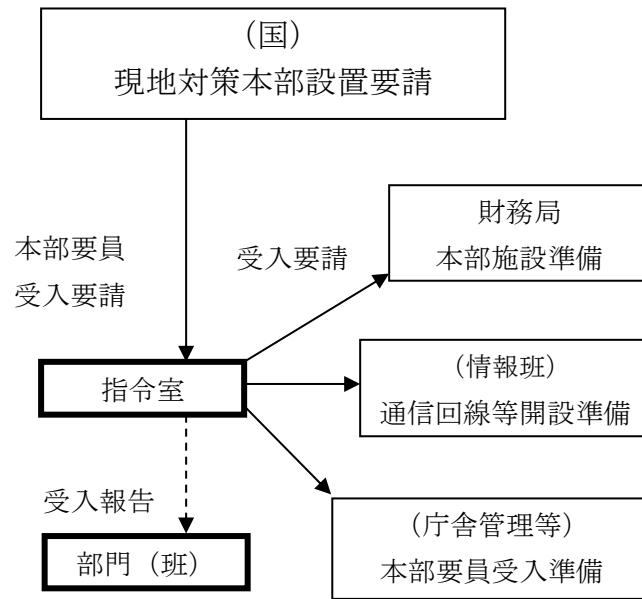 （国）
現地対策本部設置要請
財務局
本部施設準備
本部要員
受入要請
受入要請
指令室
（情報班）
通信回線等開設準備
受入報告
部門（班）
（庁舎管理等）
本部要員受入準備